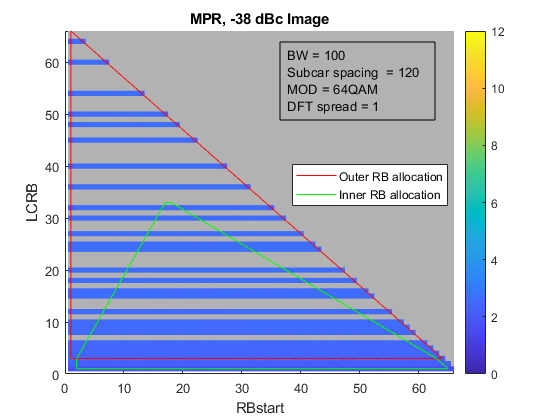 MPR, -38 dBc Image
BW = 100
Subcar spacing = 120
MOD = 64QAM
DFT spread = 1
Outer RB allocation
Inner RB allocation
LCRB
60
50
40
30
20
10
0
0 10 20 30 40 50 60
RBstart
12
10
8
6
4
2
0